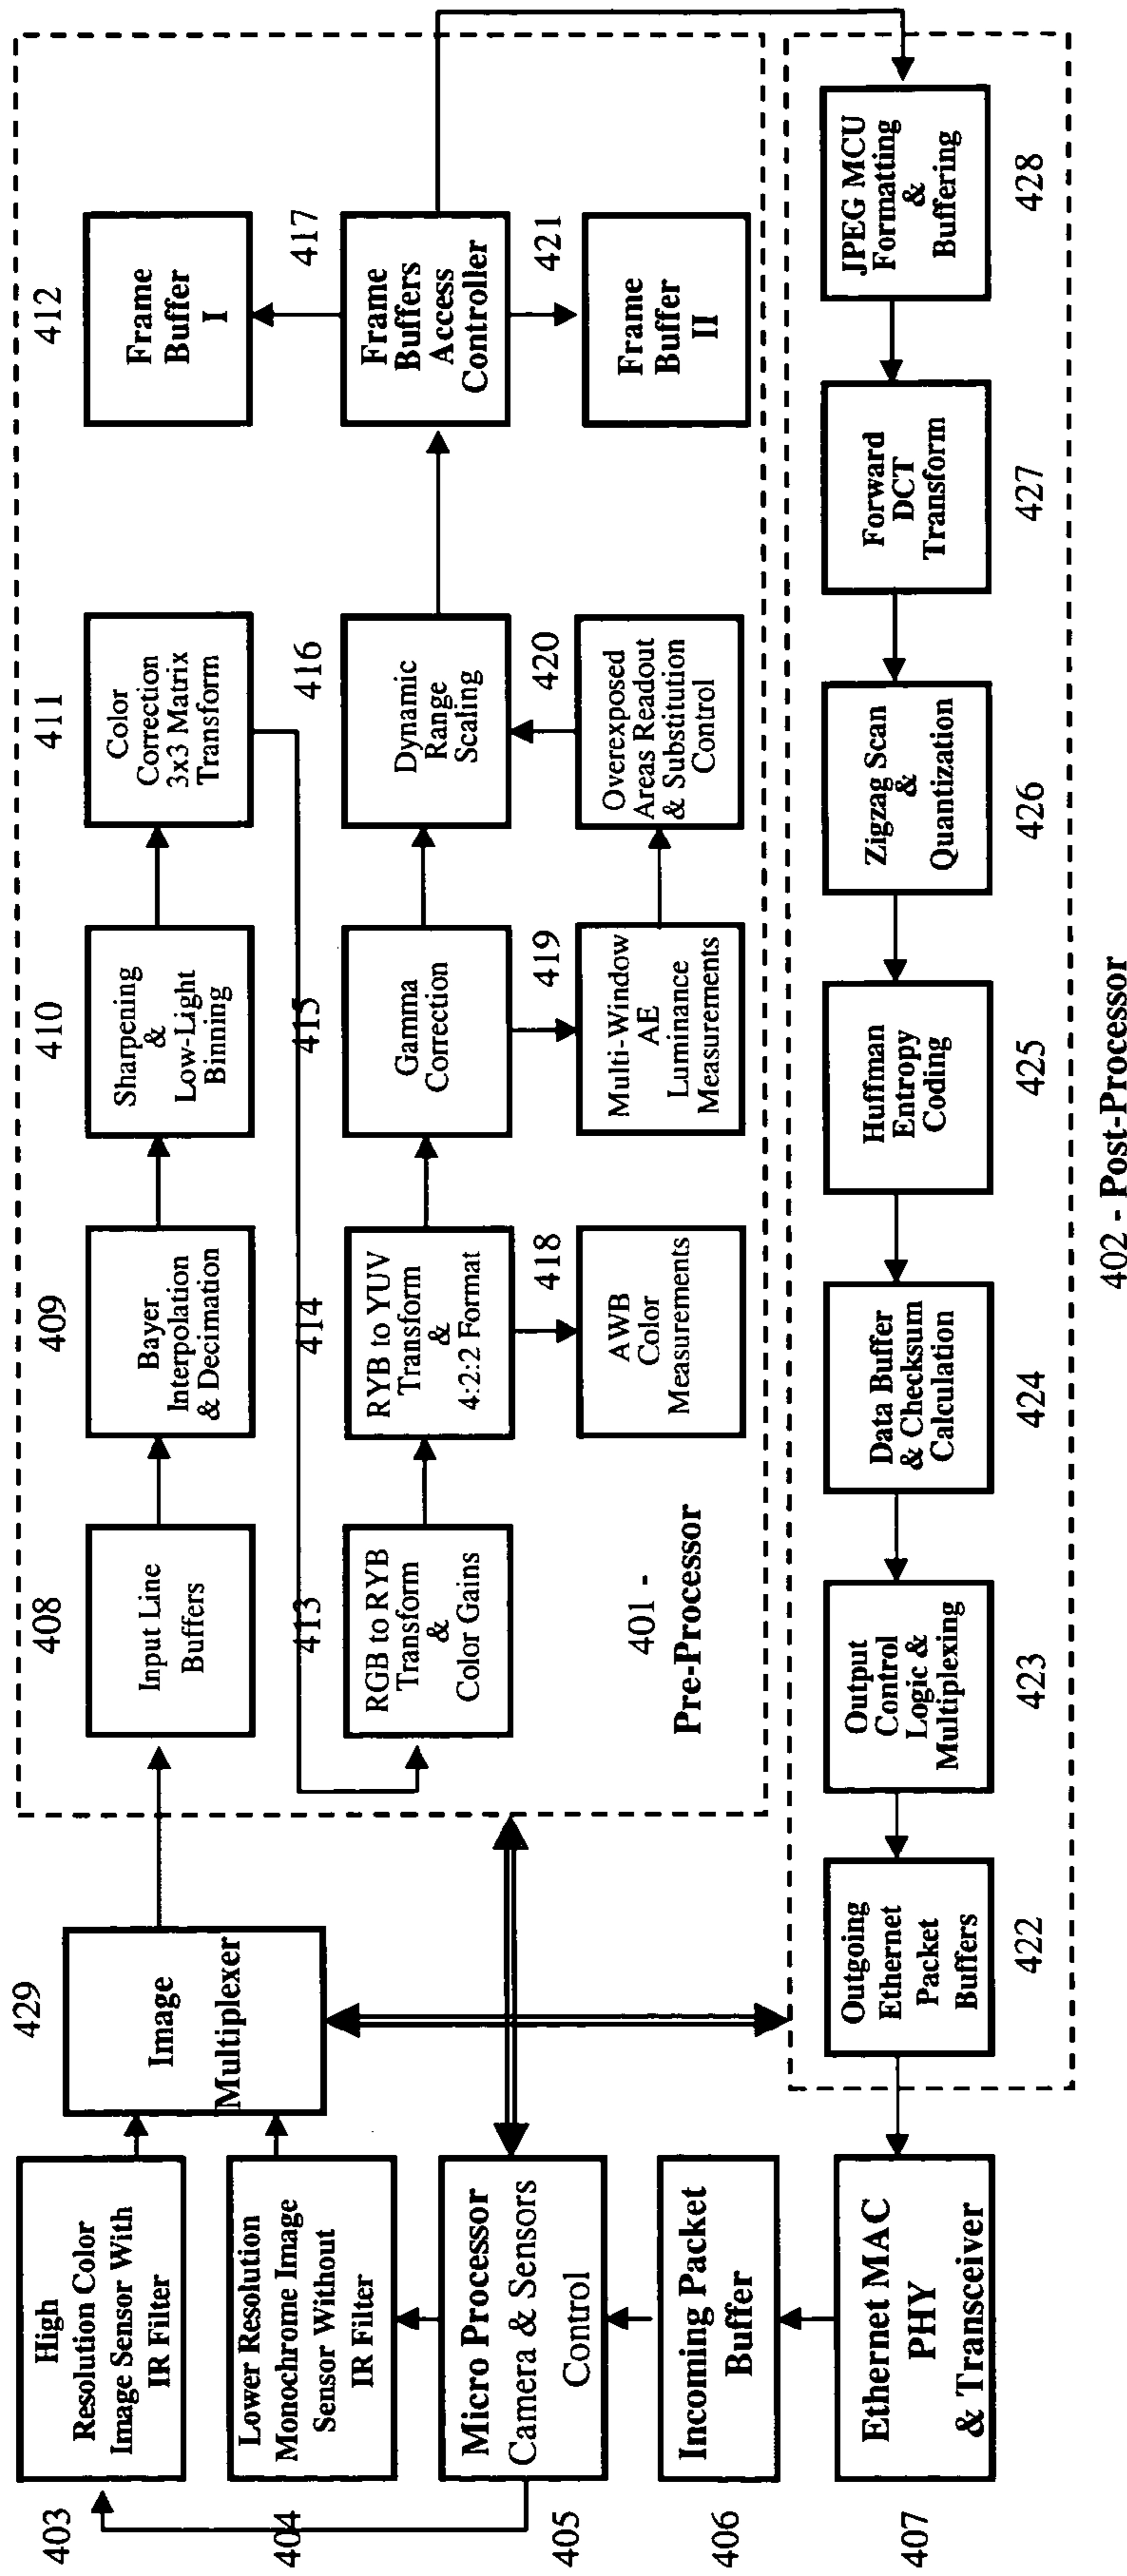 403
High
Resolution Color
Image Sensor With
IR Filter
404
Lower Resolution
Monochrome Image
Sensor Without
IR Filter
405
Micro Processor
Camera & Sensors
Control
406
Incoming Packet
Buffer
407
Ethernet MAC
PHY
& Transceiver
429
Image
Multiplexer
408
Input Line
Buffers
409
Bayer
Interpolation
& Decimation
410
Sharpening
&
Low-Light
Binning
411
Color
Correction
3x3 Matrix
Transform
412
Frame
Buffer
I
413
RGB to RYB
Transform
&
Color Gains
414
RYB to YUV
Transform
&
4:2:2 Format
415
Gamma
Correction
416
Dynamic
Range
Scaling
417
Frame
Buffers
Access
Controller
401 -
Pre-Processor
418
AWB
Color
Measurements
419
Multi-Window
AE
Luminance
Measurements
420
Overexposed
Areas Readout
& Substitution
Control
421
Frame
Buffer
II
Outgoing
Ethernet
Packet
Buffers
422
Output
Control
Logic &
Multiplexing
423
Data Buffer
& Checksum
Calculation
424
Huffman
Entropy
Coding
425
Zigzag Scan
&
Quantization
426
Forward
DCT
Transform
427
JPEG MCU
Formatting
&
Buffering
428
402 - Post-Processor